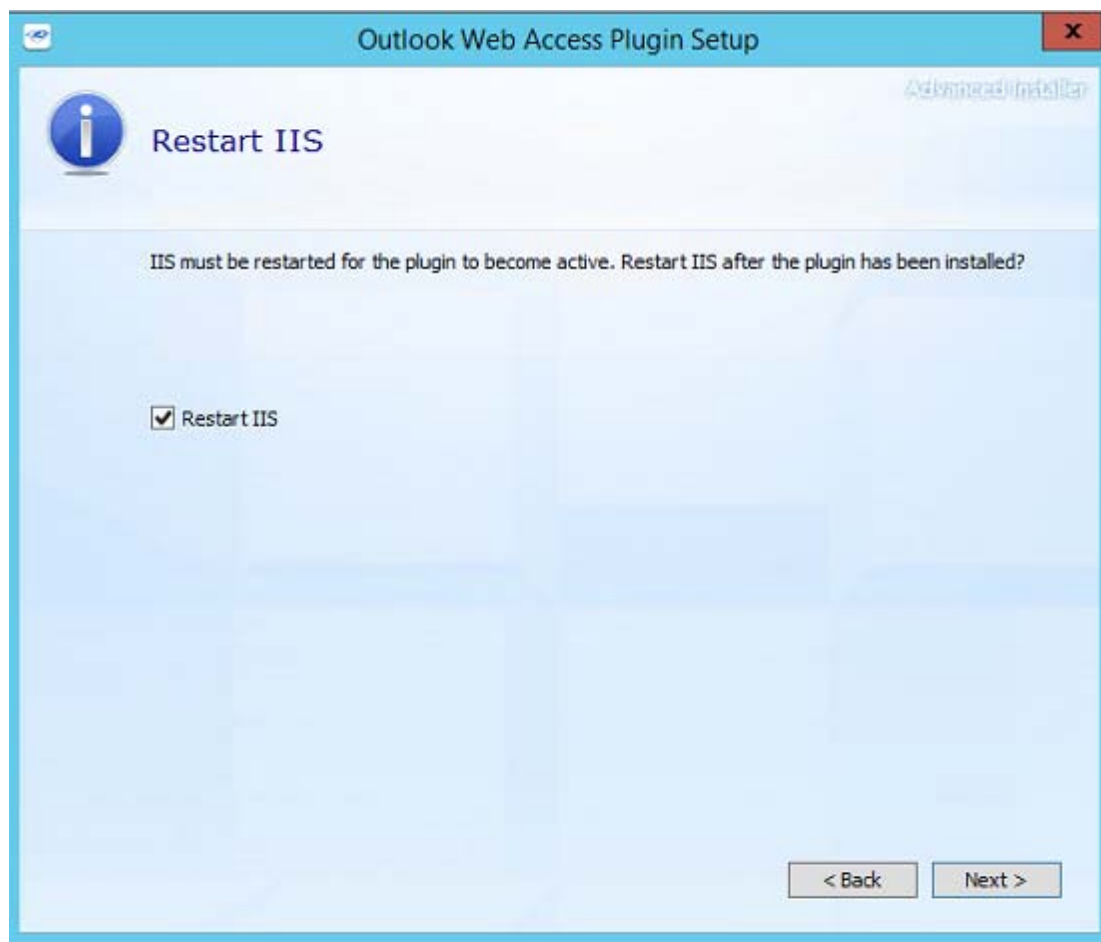 Outlook Web Access Plugin Setup
x
Advanced Installer
Restart IIS
IIS must be restarted for the plugin to become active. Restart IIS after the plugin has been installed?
Restart IIS
< Back Next >